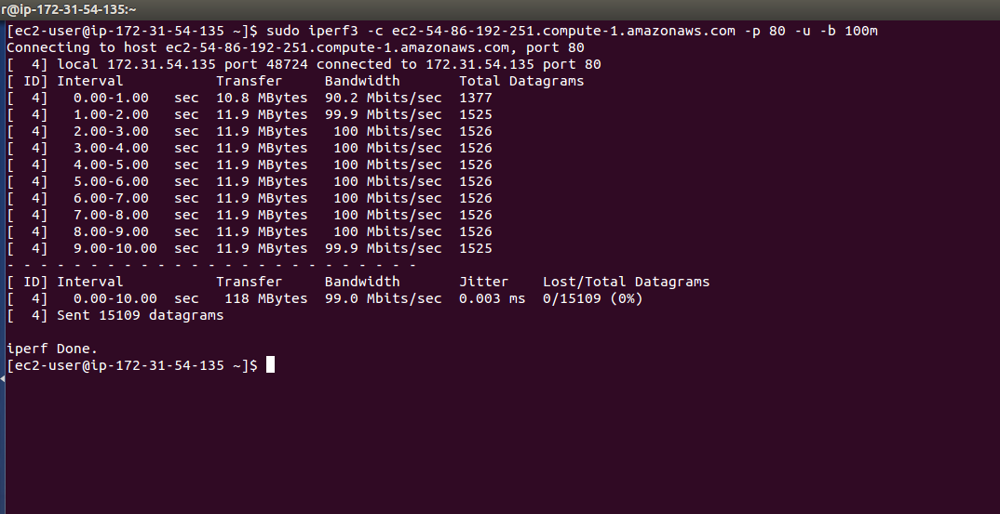 r@ip-172-31-54-135:~
[ec2-user@ip-172-31-54-135 ~]$ sudo iperf3 -c ec2-54-86-192-251.compute-1.amazonaws.com -p 80 -u -b 100m
Connecting to host ec2-54-86-192-251.compute-1.amazonaws.com, port 80
[  4] local 172.31.54.135 port 48724 connected to 172.31.54.135 port 80
[ ID] Interval           Transfer     Bandwidth       Total Datagrams
[  4]   0.00-1.00   sec  10.8 MBytes  90.2 Mbits/sec  1377
[  4]   1.00-2.00   sec  11.9 MBytes  99.9 Mbits/sec  1525
[  4]   2.00-3.00   sec  11.9 MBytes   100 Mbits/sec  1526
[  4]   3.00-4.00   sec  11.9 MBytes   100 Mbits/sec  1526
[  4]   4.00-5.00   sec  11.9 MBytes   100 Mbits/sec  1526
[  4]   5.00-6.00   sec  11.9 MBytes   100 Mbits/sec  1526
[  4]   6.00-7.00   sec  11.9 MBytes   100 Mbits/sec  1526
[  4]   7.00-8.00   sec  11.9 MBytes   100 Mbits/sec  1526
[  4]   8.00-9.00   sec  11.9 MBytes   100 Mbits/sec  1526
[  4]   9.00-10.00  sec  11.9 MBytes  99.9 Mbits/sec  1525
- - - - - - - - - - - - - - - - - - - - - - - - -
[ ID] Interval           Transfer     Bandwidth       Jitter    Lost/Total Datagrams
[  4]   0.00-10.00  sec   118 MBytes  99.0 Mbits/sec  0.003 ms  0/15109 (0%)
[  4] Sent 15109 datagrams
iperf Done.
[ec2-user@ip-172-31-54-135 ~]$